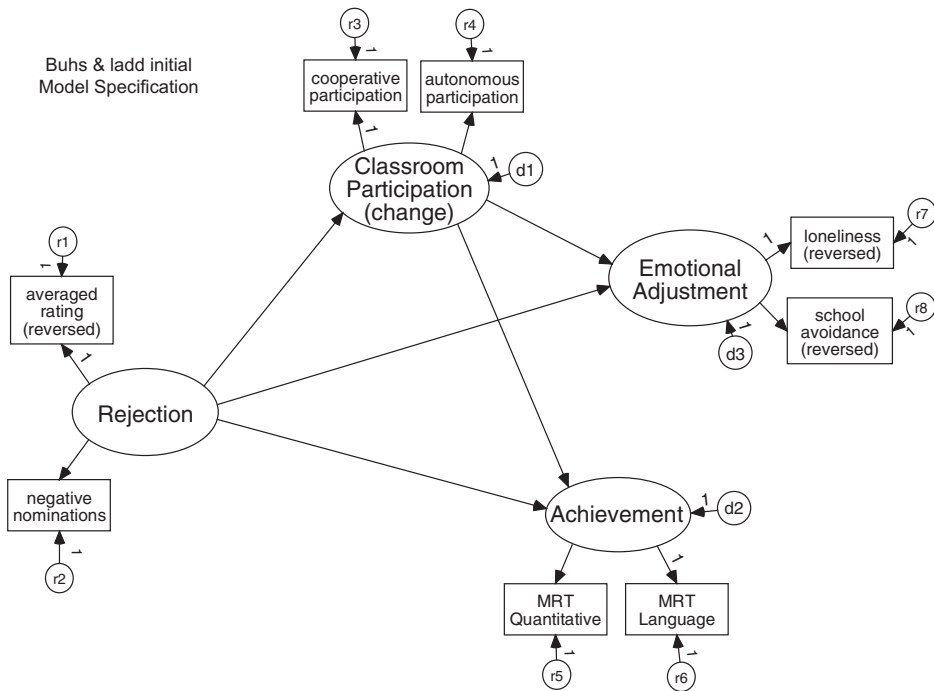 Buhs & ladd initial
Model Specification
r3
1
r4
1
cooperative
participation
autonomous
participation
1
Classroom
Participation
(change)
1
d1
r1
1
averaged
rating
(reversed)
1
Rejection
negative
nominations
1
r2
Emotional
Adjustment
1
d3
1
loneliness
(reversed)
r7
1
school
avoidance
(reversed)
r8
1
Achievement
1
d2
1
MRT
Quantitative
MRT
Language
1
r5
1
r6